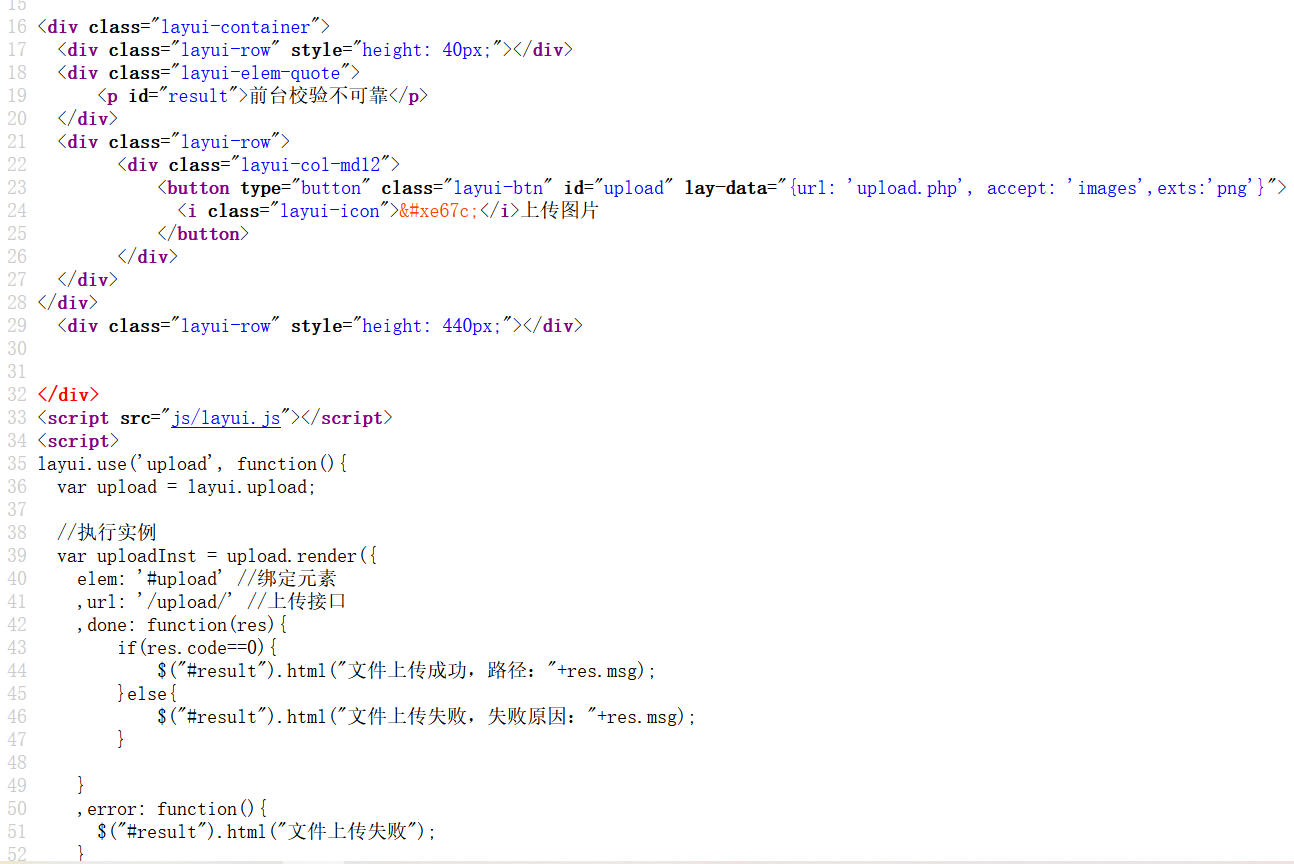 15
16 <div class="layui-container">
17   <div class="layui-row" style="height: 40px;"></div>
18   <div class="layui-elem-quote">
19       <p id="result">前台校验不可靠</p>
20   </div>
21   <div class="layui-row">
22         <div class="layui-col-md12">
23             <button type="button" class="layui-btn" id="upload" lay-data="{url: 'upload.php', accept: 'images',exts:'png'}">
24               <i class="layui-icon">&#xe67c;</i>上传图片
25             </button>
26         </div>
27   </div>
28 </div>
29   <div class="layui-row" style="height: 440px;"></div>
30
31
32 </div>
33 <script src="js/layui.js"></script>
34 <script>
35 layui.use('upload', function(){
36   var upload = layui.upload;
37
38   //执行实例
39   var uploadInst = upload.render({
40     elem: '#upload' //绑定元素
41     ,url: '/upload/' //上传接口
42     ,done: function(res){
43         if(res.code==0){
44             $("#result").html("文件上传成功，路径："+res.msg);
45         }else{
46             $("#result").html("文件上传失败，失败原因："+res.msg);
47         }
48
49     }
50     ,error: function(){
51       $("#result").html("文件上传失败");
52     }